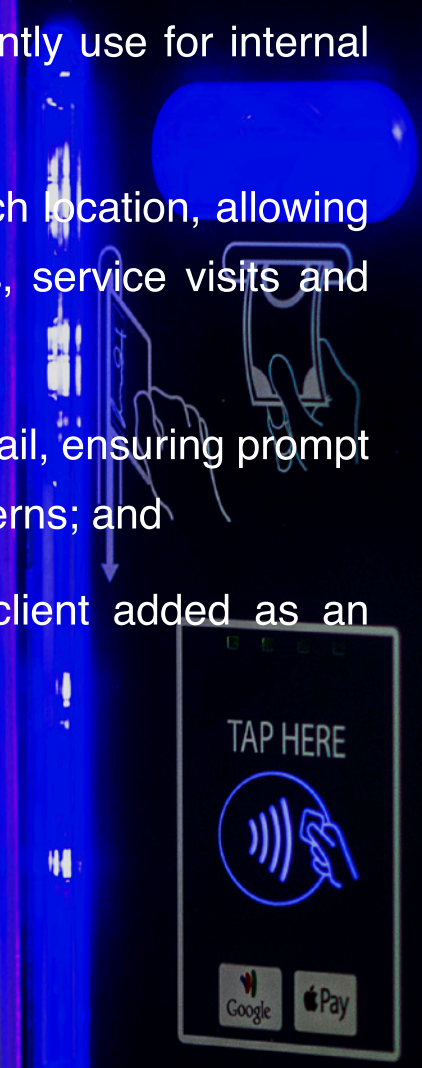 ntly use for internal
ch location, allowing
s, service visits and
ail, ensuring prompt
erns; and
client added as an
TAP HERE
Google
Pay